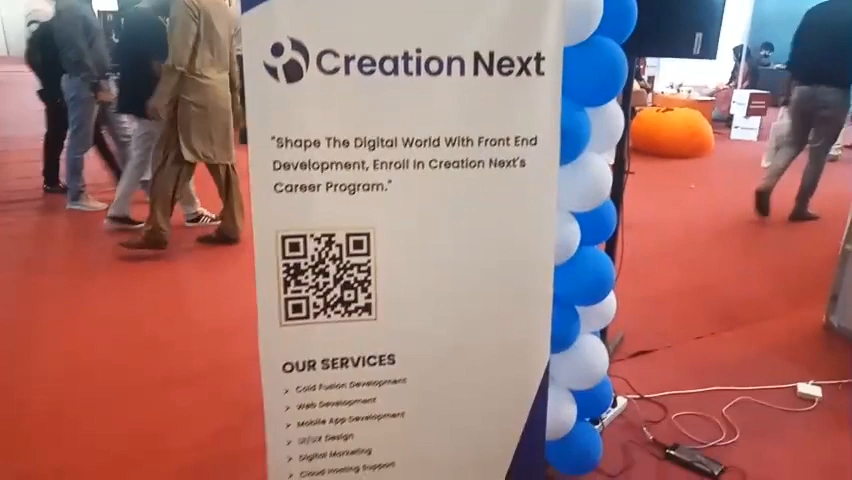 Creation Next
"Shape The Digital World With Front End
Development, Enroll In Creation Next's
Career Program."
OUR SERVICES
> Cold Fusion Development
> Web Development
> Mobile App Development
> UI/UX Design
> Digital Marketing
> Cloud Hosting Support